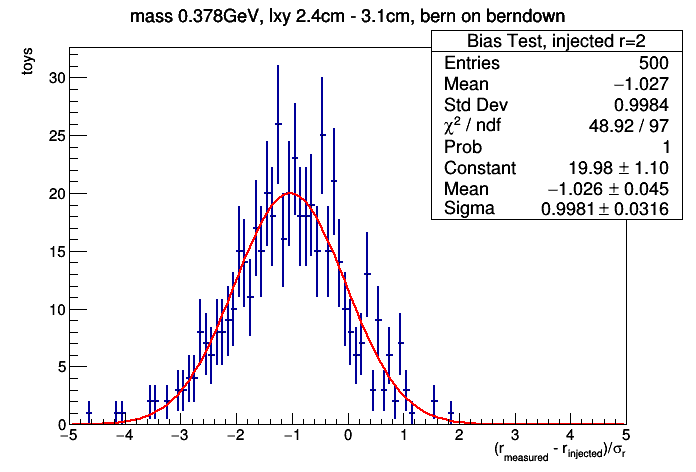 mass 0.378GeV, lxy 2.4cm - 3.1cm, bern on berndown
Bias Test, injected r=2
Entries 500
Mean −1.027
Std Dev 0.9984
χ² / ndf 48.92 / 97
Prob 1
Constant 19.98 ± 1.10
Mean −1.026 ± 0.045
Sigma 0.9981 ± 0.0316
toys
30
25
20
15
10
5
0
−5 −4 −3 −2 −1 0 1 2 3 4 5
(r_measured - r_injected)/σ_r